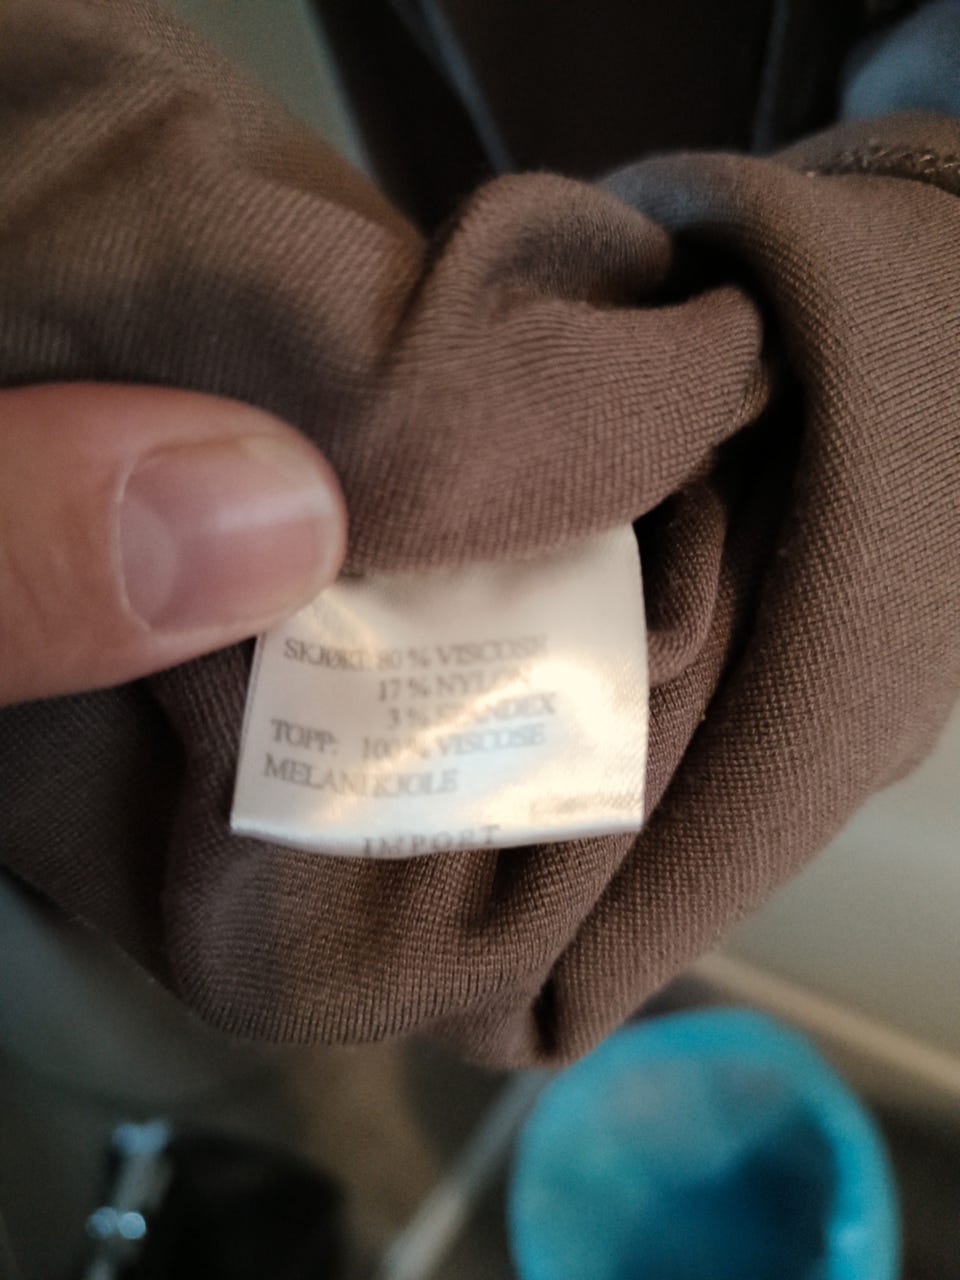 SKJØRT: 80 % VISCOSE
17 % NYLON
3 % SPANDEX
TOPP: 100 % VISCOSE
MELANI KJOLE
IMPORT